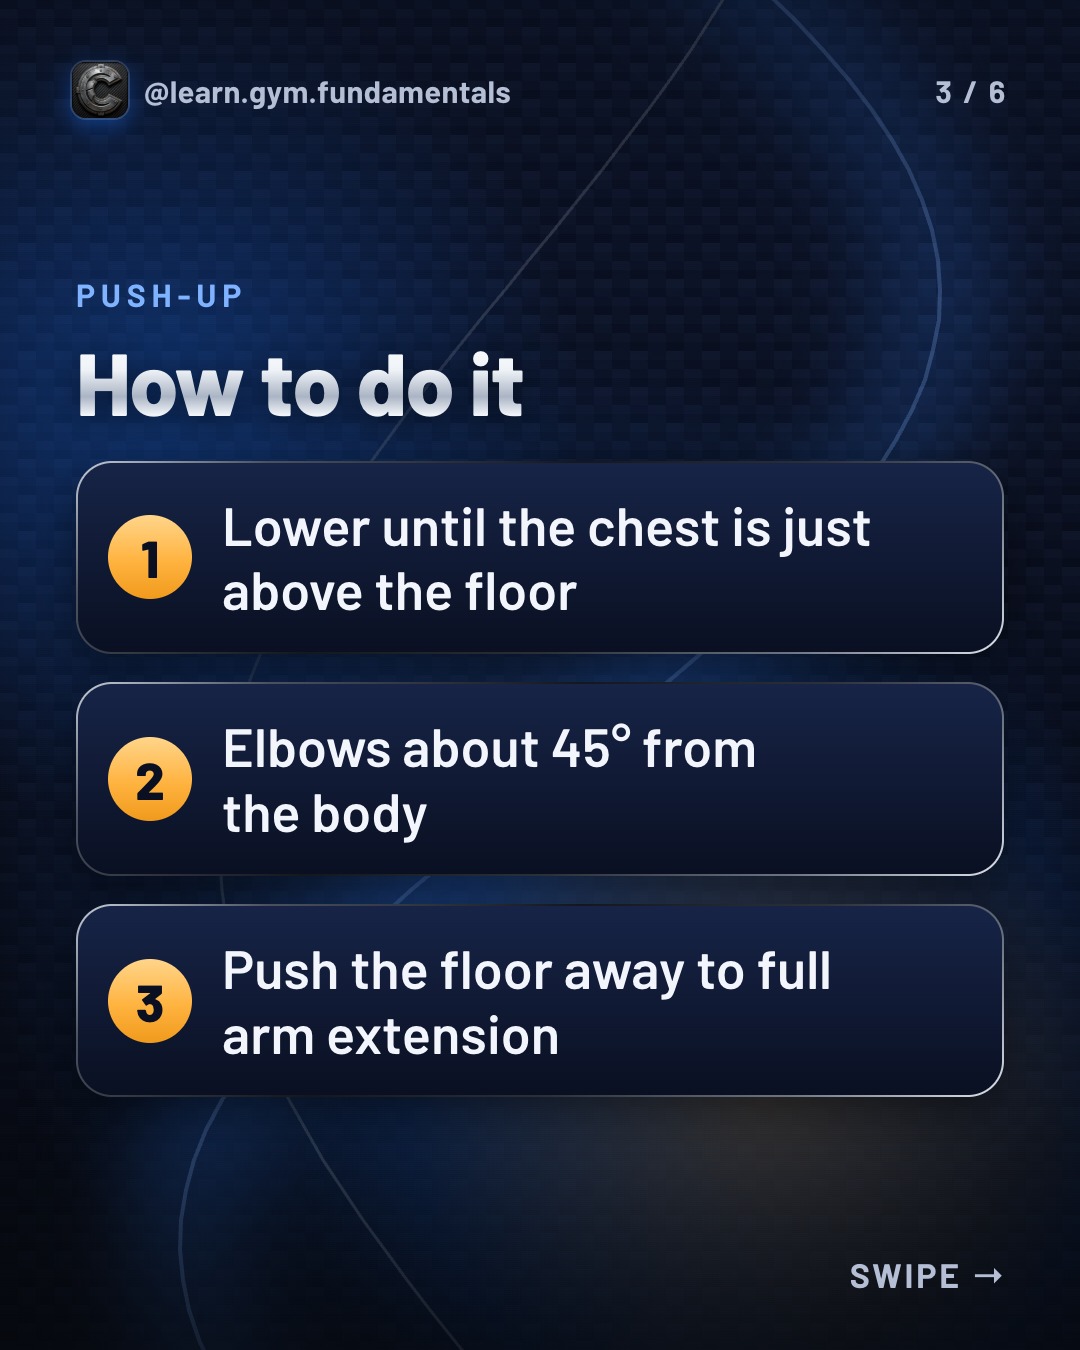 @learn.gym.fundamentals
3 / 6
PUSH-UP
How to do it
1
Lower until the chest is just
above the floor
2
Elbows about 45° from
the body
3
Push the floor away to full
arm extension
SWIPE →